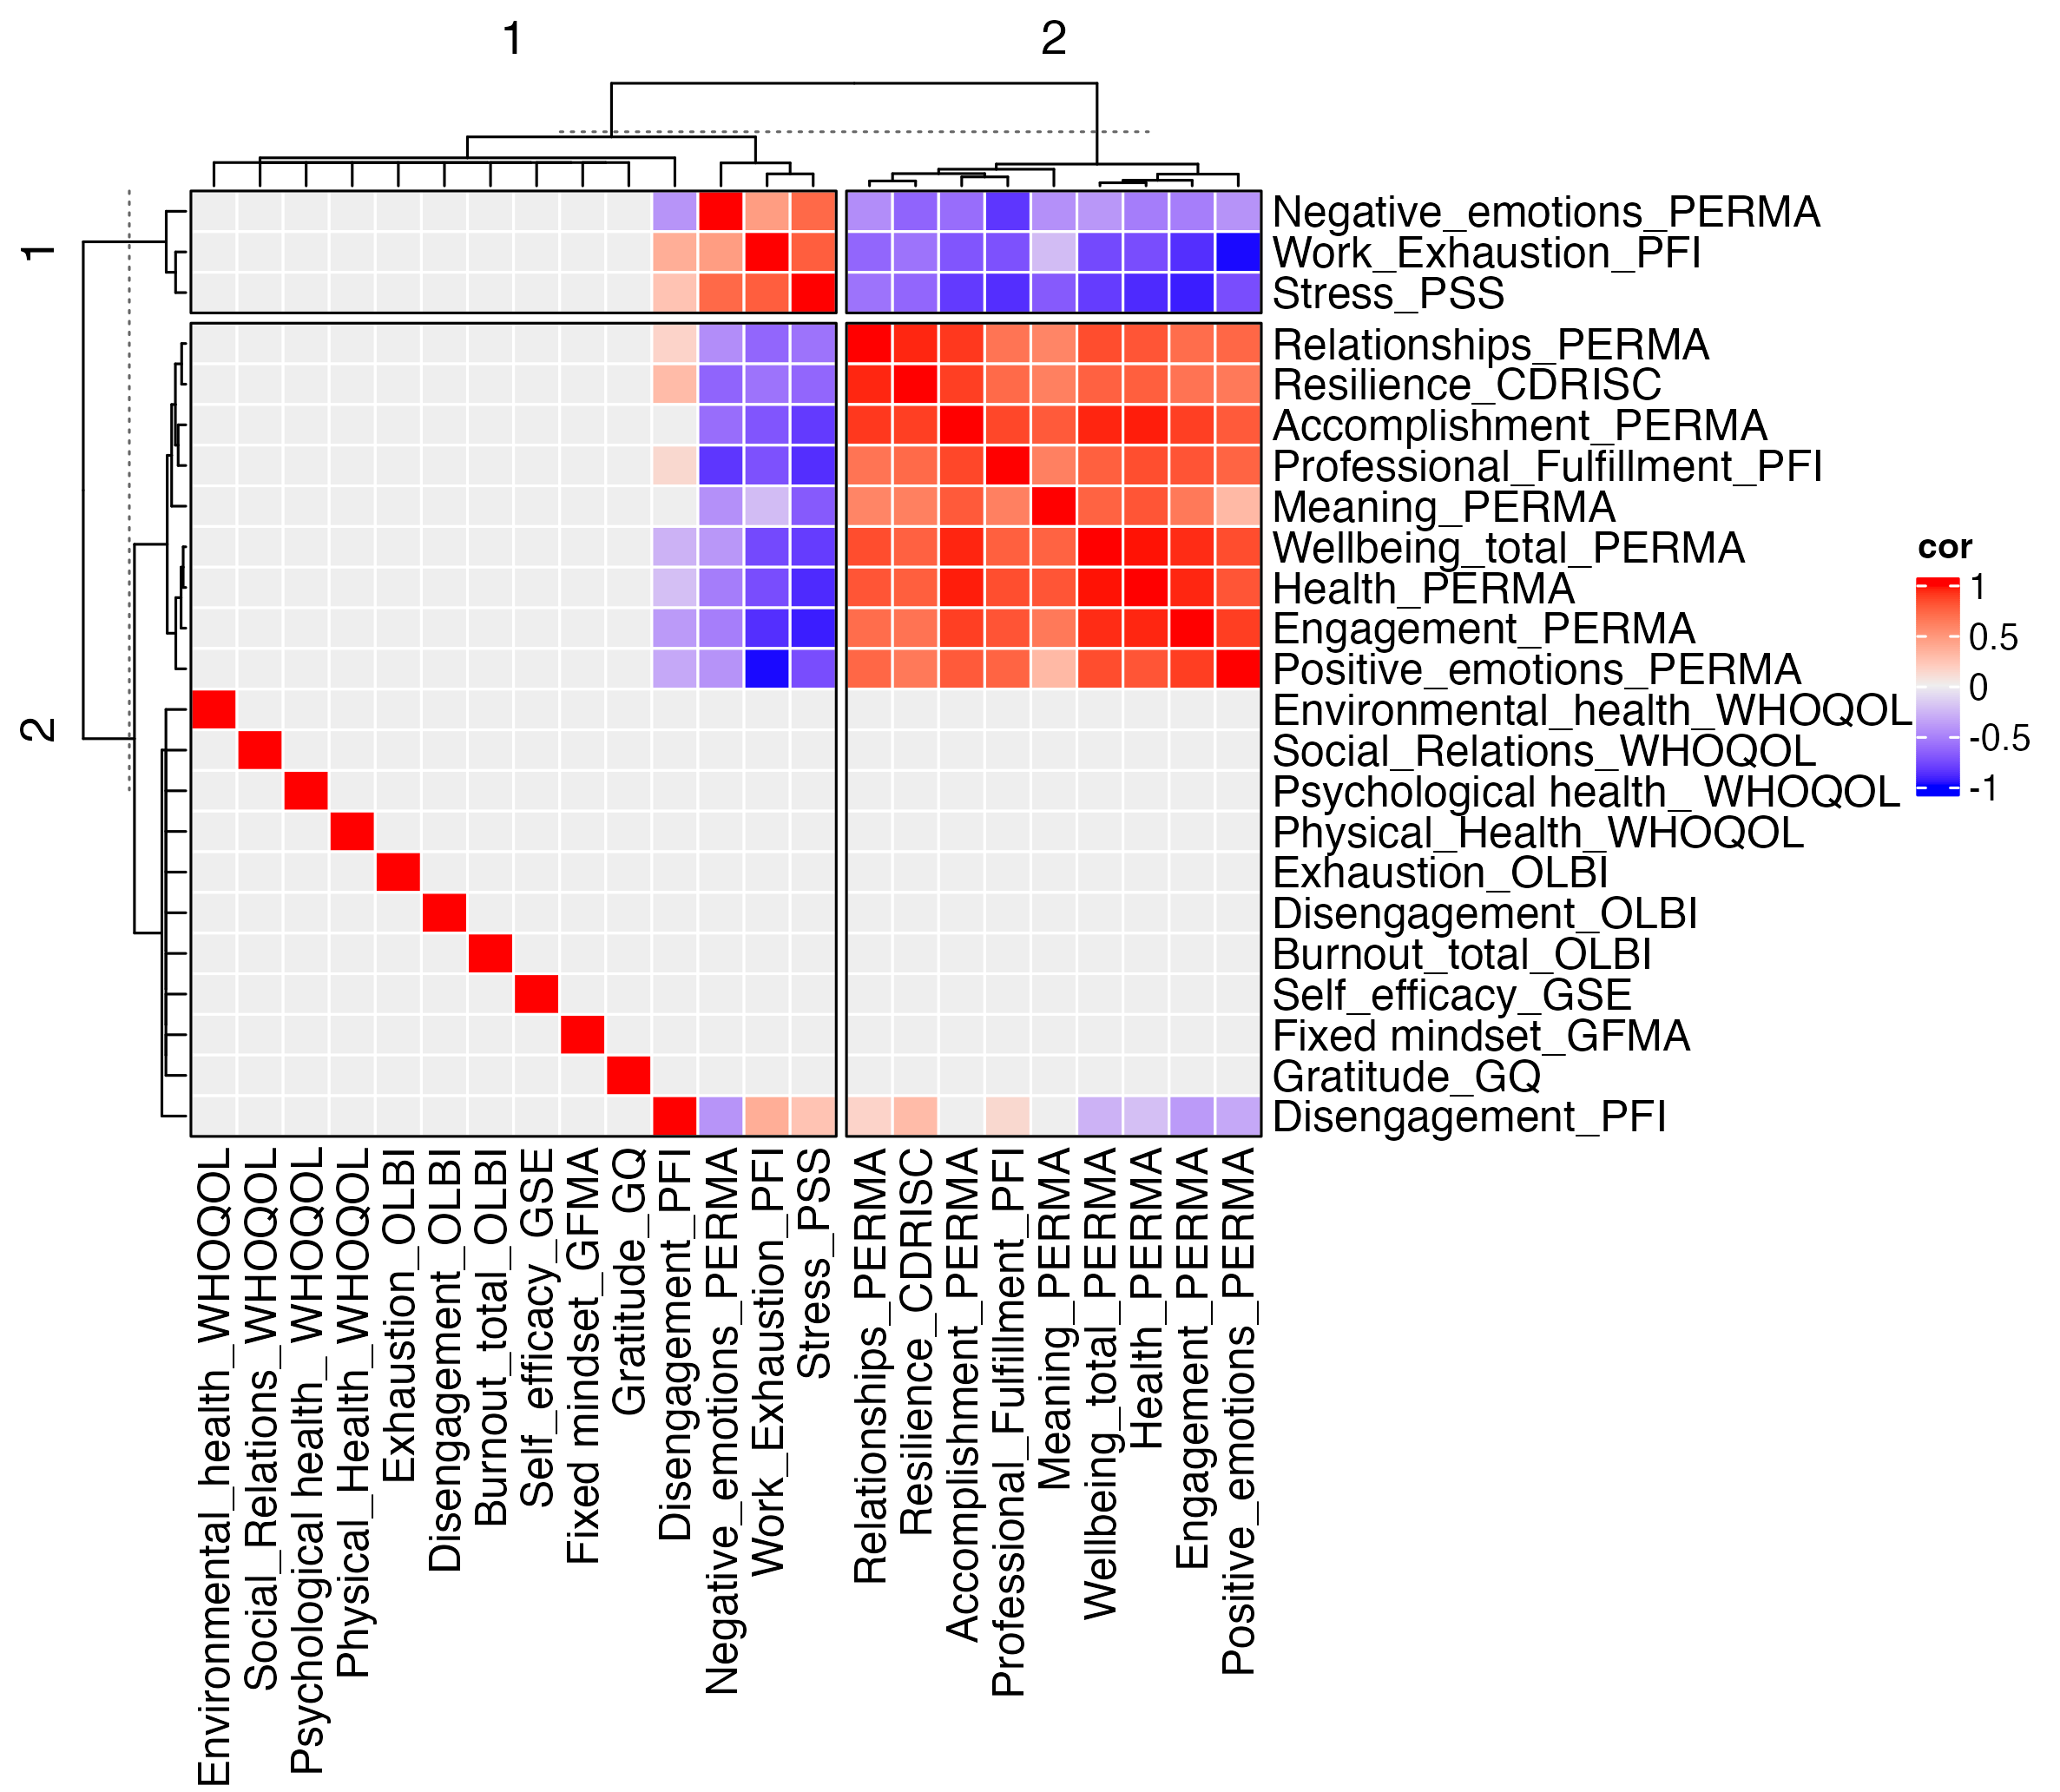 1
2
1
2
Negative_emotions_PERMA
Work_Exhaustion_PFI
Stress_PSS
Relationships_PERMA
Resilience_CDRISC
Accomplishment_PERMA
Professional_Fulfillment_PFI
Meaning_PERMA
Wellbeing_total_PERMA
Health_PERMA
Engagement_PERMA
Positive_emotions_PERMA
Environmental_health_WHOQOL
Social_Relations_WHOQOL
Psychological health_ WHOQOL
Physical_Health_WHOQOL
Exhaustion_OLBI
Disengagement_OLBI
Burnout_total_OLBI
Self_efficacy_GSE
Fixed mindset_GFMA
Gratitude_GQ
Disengagement_PFI
cor
1
0.5
0
-0.5
-1
Environmental_health_WHOQOL
Social_Relations_WHOQOL
Psychological health_ WHOQOL
Physical_Health_WHOQOL
Exhaustion_OLBI
Disengagement_OLBI
Burnout_total_OLBI
Self_efficacy_GSE
Fixed mindset_GFMA
Gratitude_GQ
Disengagement_PFI
Negative_emotions_PERMA
Work_Exhaustion_PFI
Stress_PSS
Relationships_PERMA
Resilience_CDRISC
Accomplishment_PERMA
Professional_Fulfillment_PFI
Meaning_PERMA
Wellbeing_total_PERMA
Health_PERMA
Engagement_PERMA
Positive_emotions_PERMA